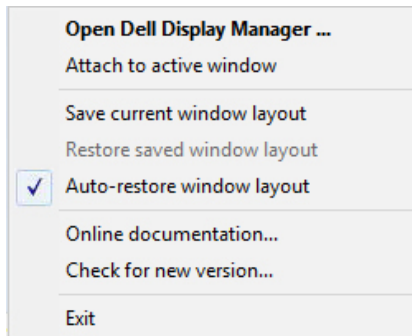 Open Dell Display Manager ...
Attach to active window
Save current window layout
Restore saved window layout
Auto-restore window layout
Online documentation...
Check for new version...
Exit